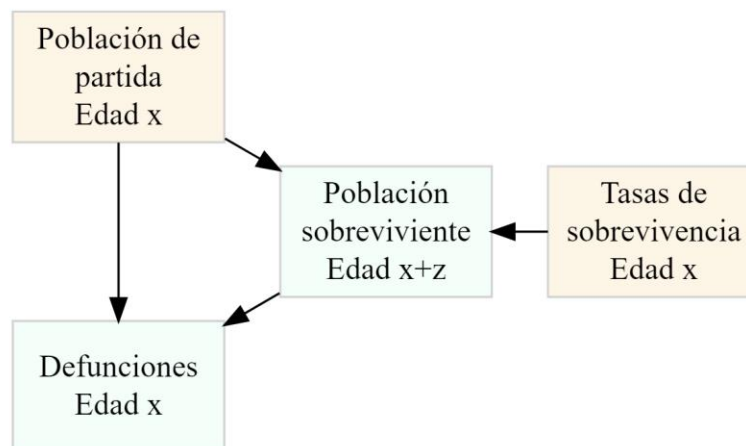 Población de
partida
Edad x
Población
sobreviviente
Edad x+z
Tasas de
sobrevivencia
Edad x
Defunciones
Edad x